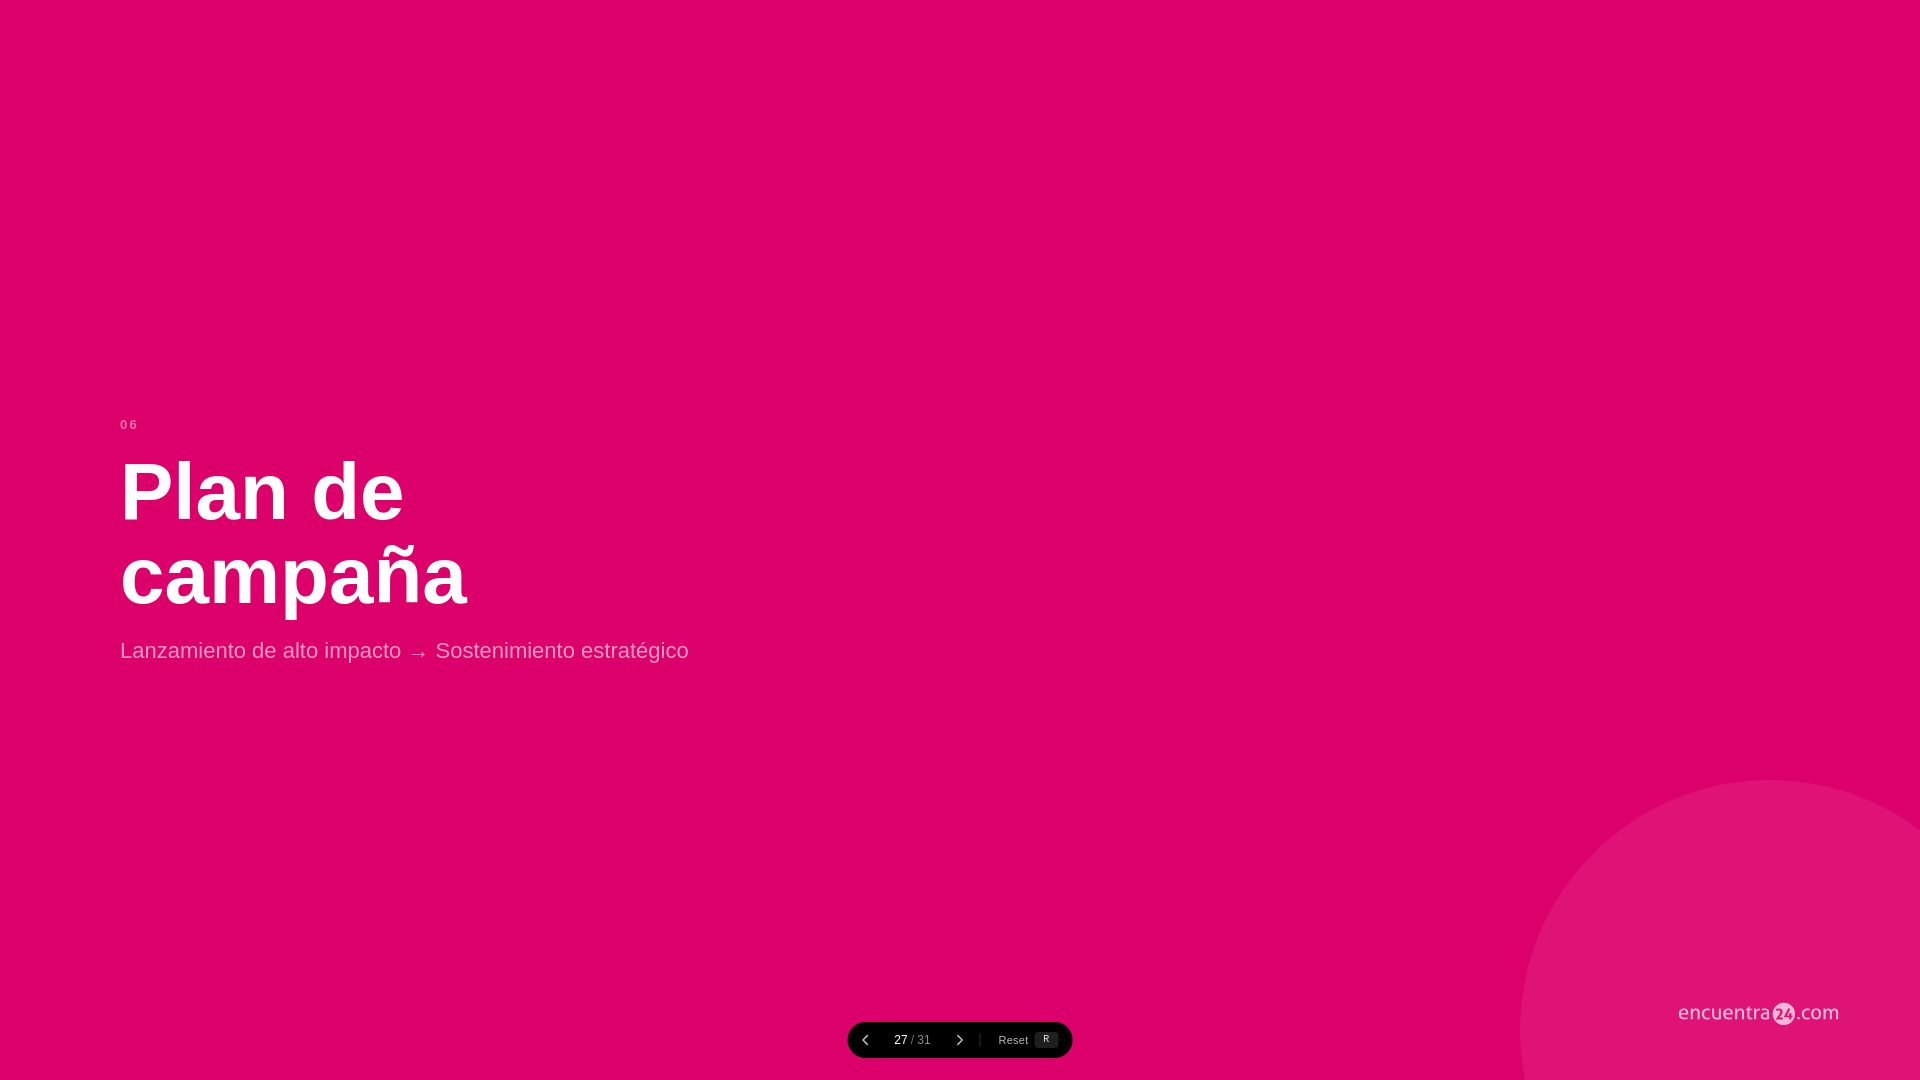 06
Plan de
campaña
Lanzamiento de alto impacto → Sostenimiento estratégico
encuentra24.com
27 / 31
Reset R